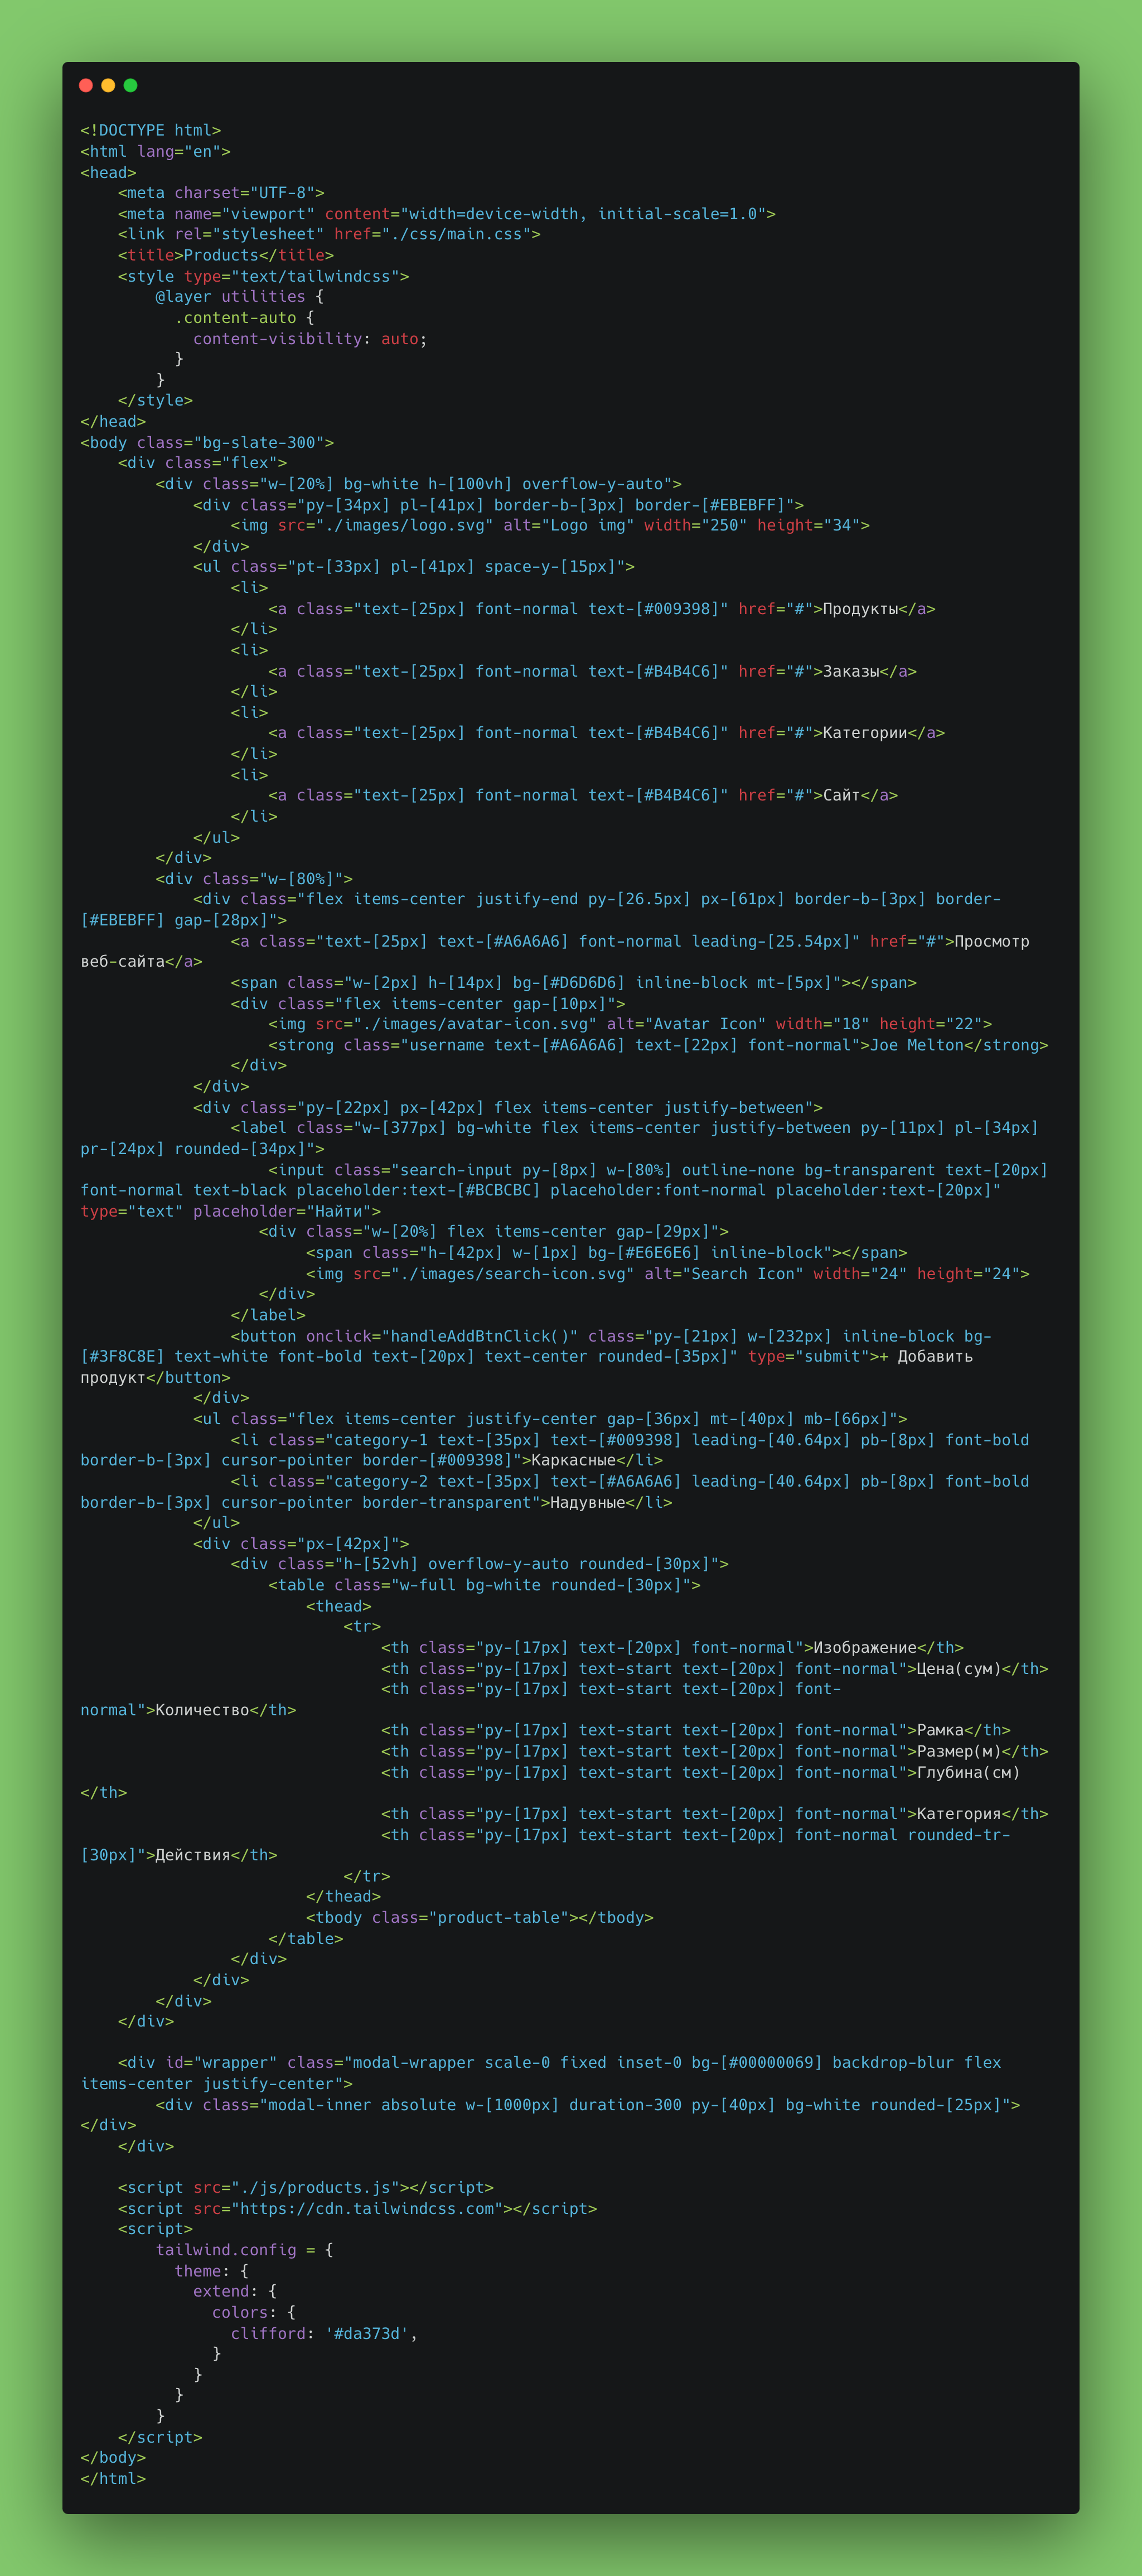 <!DOCTYPE html>
<html lang="en">
<head>
    <meta charset="UTF-8">
    <meta name="viewport" content="width=device-width, initial-scale=1.0">
    <link rel="stylesheet" href="./css/main.css">
    <title>Products</title>
    <style type="text/tailwindcss">
        @layer utilities {
          .content-auto {
            content-visibility: auto;
          }
        }
    </style>
</head>
<body class="bg-slate-300">
    <div class="flex">
        <div class="w-[20%] bg-white h-[100vh] overflow-y-auto">
            <div class="py-[34px] pl-[41px] border-b-[3px] border-[#EBEBFF]">
                <img src="./images/logo.svg" alt="Logo img" width="250" height="34">
            </div>
            <ul class="pt-[33px] pl-[41px] space-y-[15px]">
                <li>
                    <a class="text-[25px] font-normal text-[#009398]" href="#">Продукты</a>
                </li>
                <li>
                    <a class="text-[25px] font-normal text-[#B4B4C6]" href="#">Заказы</a>
                </li>
                <li>
                    <a class="text-[25px] font-normal text-[#B4B4C6]" href="#">Категории</a>
                </li>
                <li>
                    <a class="text-[25px] font-normal text-[#B4B4C6]" href="#">Сайт</a>
                </li>
            </ul>
        </div>
        <div class="w-[80%]">
            <div class="flex items-center justify-end py-[26.5px] px-[61px] border-b-[3px] border-
[#EBEBFF] gap-[28px]">
                <a class="text-[25px] text-[#A6A6A6] font-normal leading-[25.54px]" href="#">Просмотр
веб-сайта</a>
                <span class="w-[2px] h-[14px] bg-[#D6D6D6] inline-block mt-[5px]"></span>
                <div class="flex items-center gap-[10px]">
                    <img src="./images/avatar-icon.svg" alt="Avatar Icon" width="18" height="22">
                    <strong class="username text-[#A6A6A6] text-[22px] font-normal">Joe Melton</strong>
                </div>
            </div>
            <div class="py-[22px] px-[42px] flex items-center justify-between">
                <label class="w-[377px] bg-white flex items-center justify-between py-[11px] pl-[34px]
pr-[24px] rounded-[34px]">
                    <input class="search-input py-[8px] w-[80%] outline-none bg-transparent text-[20px]
font-normal text-black placeholder:text-[#BCBCBC] placeholder:font-normal placeholder:text-[20px]"
type="text" placeholder="Найти">
                   <div class="w-[20%] flex items-center gap-[29px]">
                        <span class="h-[42px] w-[1px] bg-[#E6E6E6] inline-block"></span>
                        <img src="./images/search-icon.svg" alt="Search Icon" width="24" height="24">
                   </div>
                </label>
                <button onclick="handleAddBtnClick()" class="py-[21px] w-[232px] inline-block bg-
[#3F8C8E] text-white font-bold text-[20px] text-center rounded-[35px]" type="submit">+ Добавить
продукт</button>
            </div>
            <ul class="flex items-center justify-center gap-[36px] mt-[40px] mb-[66px]">
                <li class="category-1 text-[35px] text-[#009398] leading-[40.64px] pb-[8px] font-bold
border-b-[3px] cursor-pointer border-[#009398]">Каркасные</li>
                <li class="category-2 text-[35px] text-[#A6A6A6] leading-[40.64px] pb-[8px] font-bold
border-b-[3px] cursor-pointer border-transparent">Надувные</li>
            </ul>
            <div class="px-[42px]">
                <div class="h-[52vh] overflow-y-auto rounded-[30px]">
                    <table class="w-full bg-white rounded-[30px]">
                        <thead>
                            <tr>
                                <th class="py-[17px] text-[20px] font-normal">Изображение</th>
                                <th class="py-[17px] text-start text-[20px] font-normal">Цена(сум)</th>
                                <th class="py-[17px] text-start text-[20px] font-
normal">Количество</th>
                                <th class="py-[17px] text-start text-[20px] font-normal">Рамка</th>
                                <th class="py-[17px] text-start text-[20px] font-normal">Размер(м)</th>
                                <th class="py-[17px] text-start text-[20px] font-normal">Глубина(см)
</th>
                                <th class="py-[17px] text-start text-[20px] font-normal">Категория</th>
                                <th class="py-[17px] text-start text-[20px] font-normal rounded-tr-
[30px]">Действия</th>
                            </tr>
                        </thead>
                        <tbody class="product-table"></tbody>
                    </table>
                </div>
            </div>
        </div>
    </div>

    <div id="wrapper" class="modal-wrapper scale-0 fixed inset-0 bg-[#00000069] backdrop-blur flex
items-center justify-center">
        <div class="modal-inner absolute w-[1000px] duration-300 py-[40px] bg-white rounded-[25px]">
</div>
    </div>

    <script src="./js/products.js"></script>
    <script src="https://cdn.tailwindcss.com"></script>
    <script>
        tailwind.config = {
          theme: {
            extend: {
              colors: {
                clifford: '#da373d',
              }
            }
          }
        }
    </script>
</body>
</html>